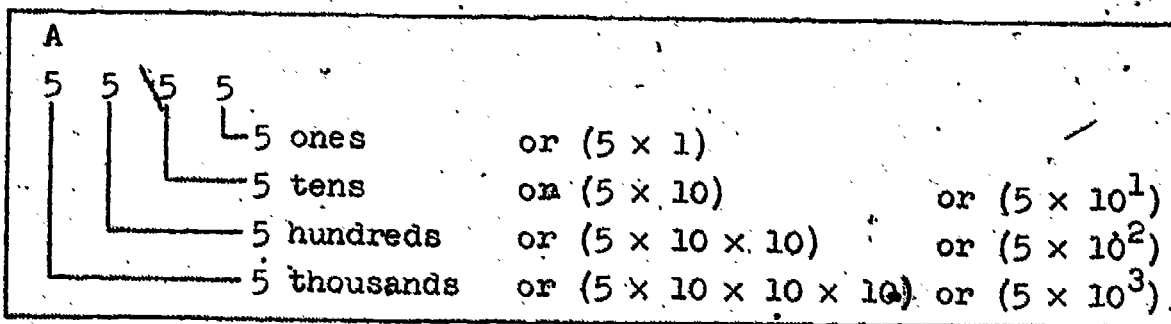 A
5 5 5 5
5 ones or (5 × 1)
5 tens or (5 × 10) or (5 × 10¹)
5 hundreds or (5 × 10 × 10) or (5 × 10²)
5 thousands or (5 × 10 × 10 × 10) or (5 × 10³)